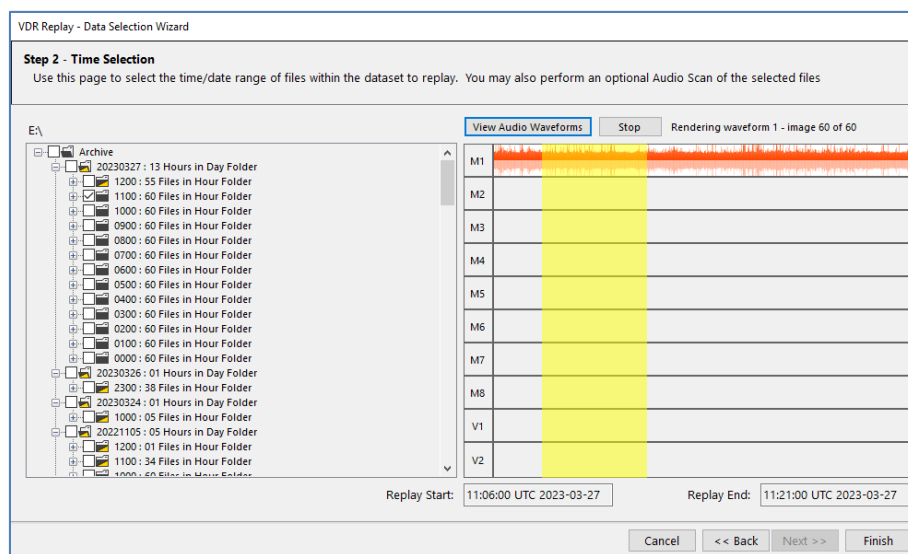 VDR Replay - Data Selection Wizard
Step 2 - Time Selection
Use this page to select the time/date range of files within the dataset to replay. You may also perform an optional Audio Scan of the selected files
E:\
View Audio Waveforms Stop Rendering waveform 1 - image 60 of 60
Archive
20230327 : 13 Hours in Day Folder
1200 : 55 Files in Hour Folder
1100 : 60 Files in Hour Folder
1000 : 60 Files in Hour Folder
0900 : 60 Files in Hour Folder
0800 : 60 Files in Hour Folder
0700 : 60 Files in Hour Folder
0600 : 60 Files in Hour Folder
0500 : 60 Files in Hour Folder
0400 : 60 Files in Hour Folder
0300 : 60 Files in Hour Folder
0200 : 60 Files in Hour Folder
0100 : 60 Files in Hour Folder
0000 : 60 Files in Hour Folder
20230326 : 01 Hours in Day Folder
2300 : 38 Files in Hour Folder
20230324 : 01 Hours in Day Folder
1000 : 05 Files in Hour Folder
20221105 : 05 Hours in Day Folder
1200 : 01 Files in Hour Folder
1100 : 34 Files in Hour Folder
1000 : 60 Files in Hour Folder
M1
M2
M3
M4
M5
M6
M7
M8
V1
V2
Replay Start: 11:06:00 UTC 2023-03-27 Replay End: 11:21:00 UTC 2023-03-27
Cancel << Back Next >> Finish